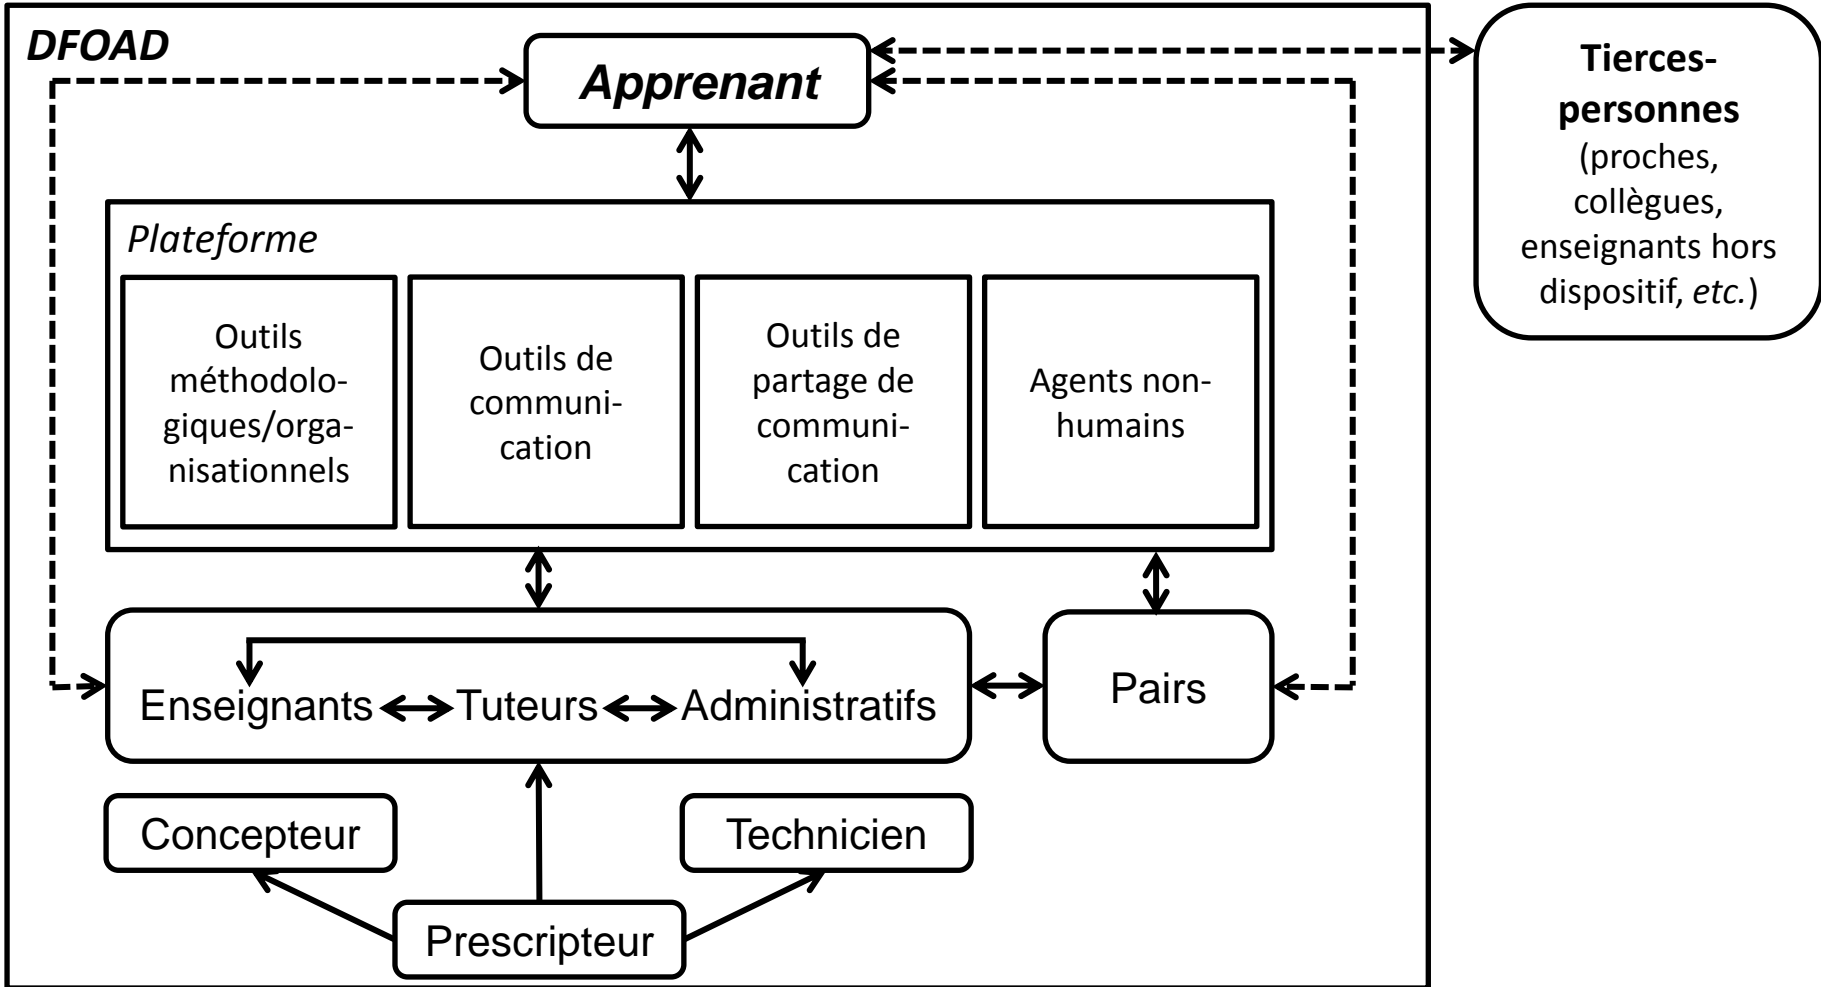 DFOAD
Apprenant
Tierces-
personnes
(proches,
collègues,
enseignants hors
dispositif, etc.)
Plateforme
Outils
méthodolo-
giques/orga-
nisationnels
Outils de
communi-
cation
Outils de
partage de
communi-
cation
Agents non-
humains
Enseignants
Tuteurs
Administratifs
Pairs
Concepteur
Technicien
Prescripteur